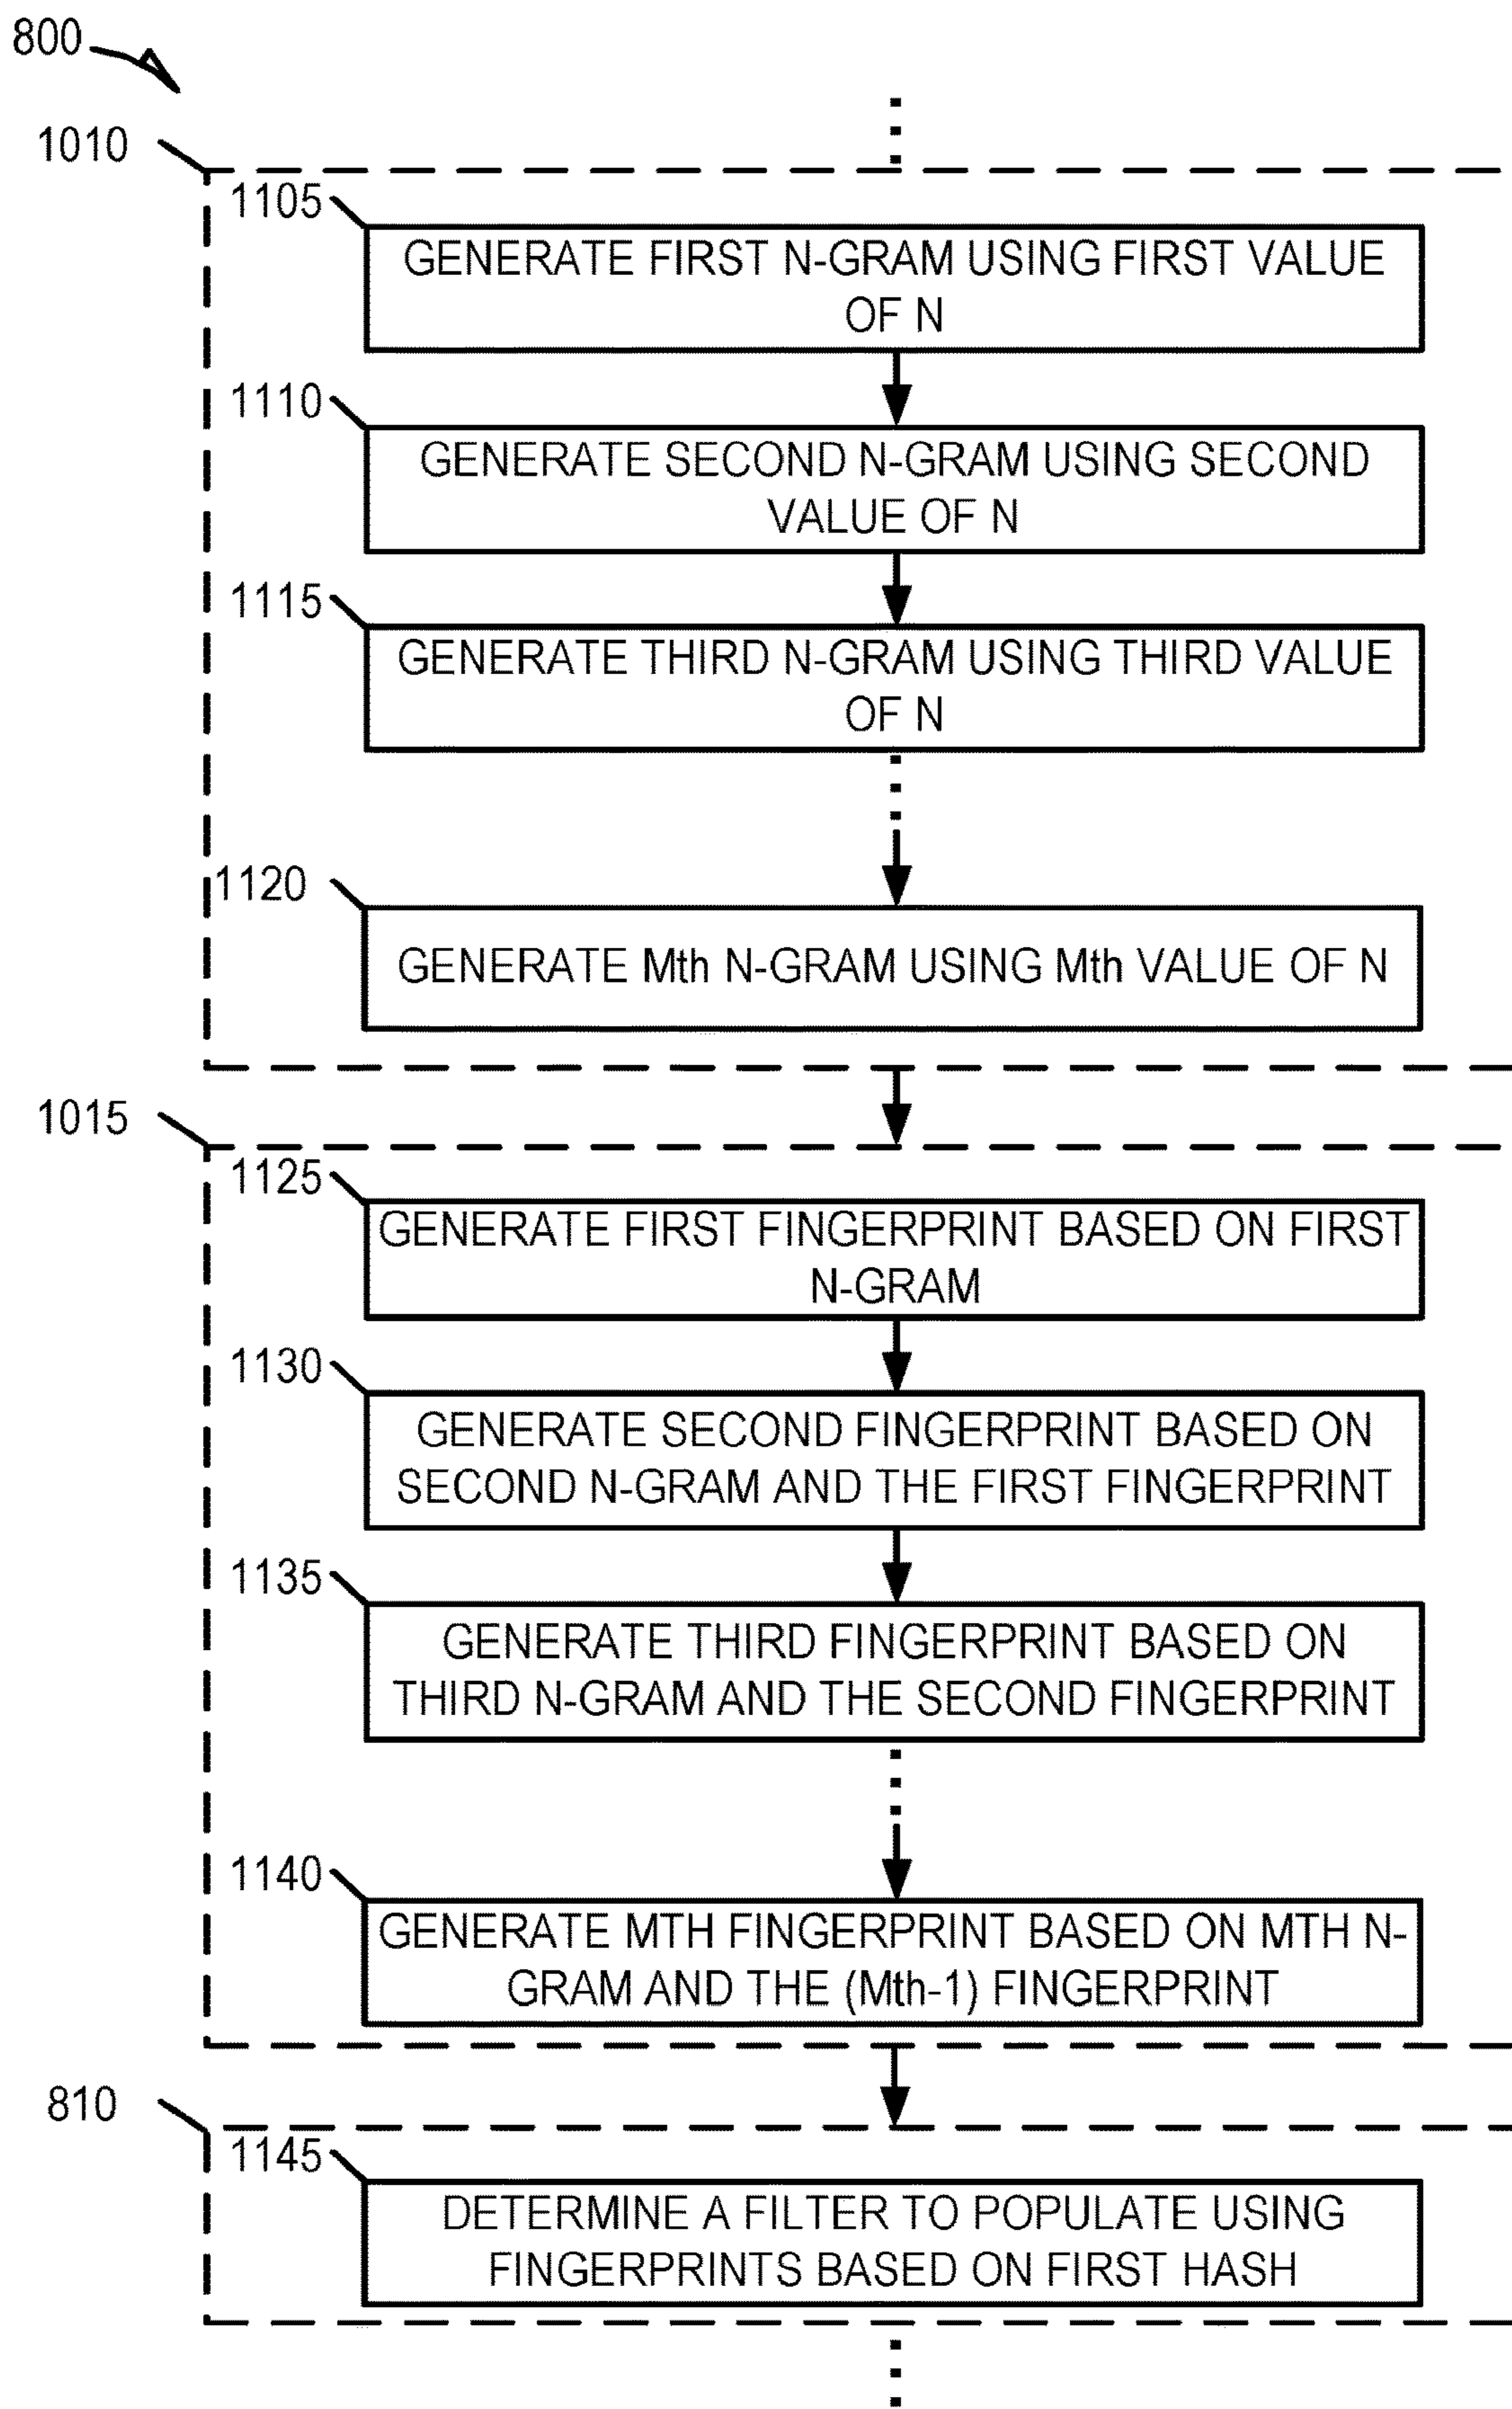 800
1010
1105
GENERATE FIRST N-GRAM USING FIRST VALUE
OF N
1110
GENERATE SECOND N-GRAM USING SECOND
VALUE OF N
1115
GENERATE THIRD N-GRAM USING THIRD VALUE
OF N
1120
GENERATE Mth N-GRAM USING Mth VALUE OF N
1015
1125
GENERATE FIRST FINGERPRINT BASED ON FIRST
N-GRAM
1130
GENERATE SECOND FINGERPRINT BASED ON
SECOND N-GRAM AND THE FIRST FINGERPRINT
1135
GENERATE THIRD FINGERPRINT BASED ON
THIRD N-GRAM AND THE SECOND FINGERPRINT
1140
GENERATE MTH FINGERPRINT BASED ON MTH N-
GRAM AND THE (Mth-1) FINGERPRINT
810
1145
DETERMINE A FILTER TO POPULATE USING
FINGERPRINTS BASED ON FIRST HASH